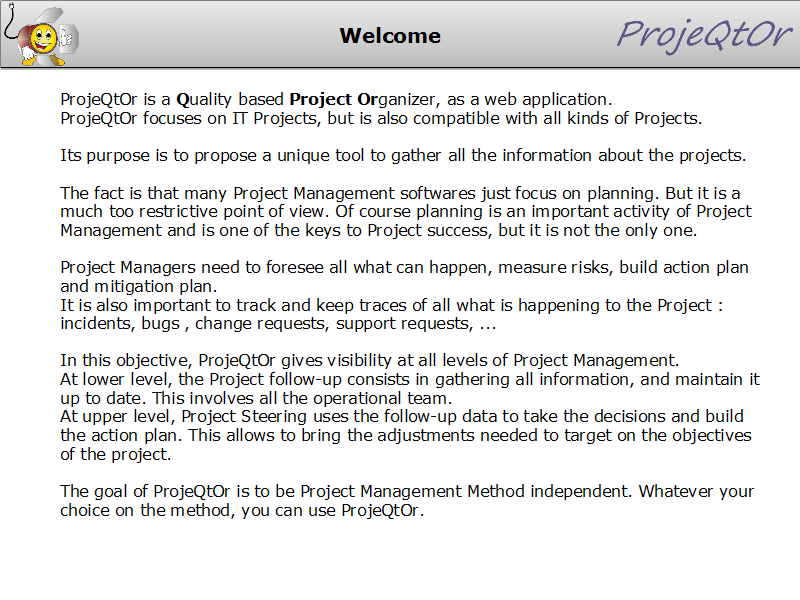 Welcome
ProjeQtOr
ProjeQtOr is a Quality based Project Organizer, as a web application.
ProjeQtOr focuses on IT Projects, but is also compatible with all kinds of Projects.
Its purpose is to propose a unique tool to gather all the information about the projects.
The fact is that many Project Management softwares just focus on planning. But it is a
much too restrictive point of view. Of course planning is an important activity of Project
Management and is one of the keys to Project success, but it is not the only one.
Project Managers need to foresee all what can happen, measure risks, build action plan
and mitigation plan.
It is also important to track and keep traces of all what is happening to the Project :
incidents, bugs , change requests, support requests, ...
In this objective, ProjeQtOr gives visibility at all levels of Project Management.
At lower level, the Project follow-up consists in gathering all information, and maintain it
up to date. This involves all the operational team.
At upper level, Project Steering uses the follow-up data to take the decisions and build
the action plan. This allows to bring the adjustments needed to target on the objectives
of the project.
The goal of ProjeQtOr is to be Project Management Method independent. Whatever your
choice on the method, you can use ProjeQtOr.